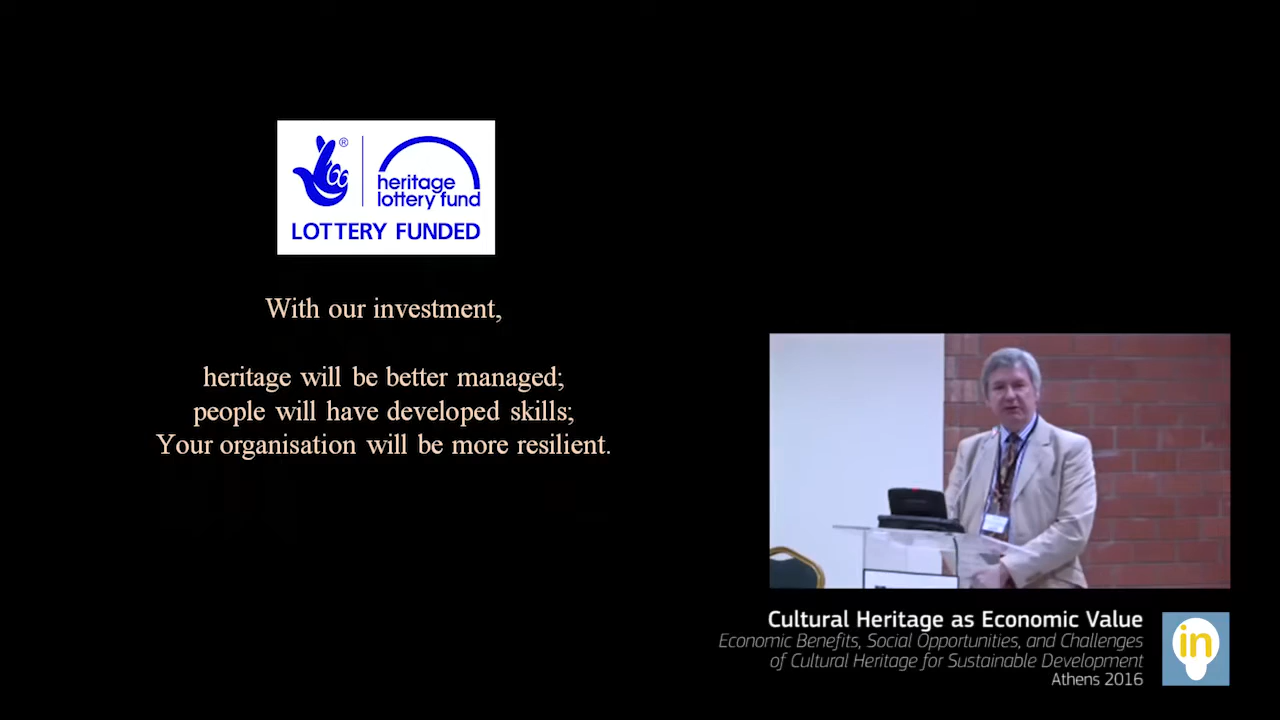 ®
heritage
lottery fund
LOTTERY FUNDED
With our investment,
heritage will be better managed;
people will have developed skills;
Your organisation will be more resilient.
Cultural Heritage as Economic Value
Economic Benefits, Social Opportunities, and Challenges
of Cultural Heritage for Sustainable Development
Athens 2016
in